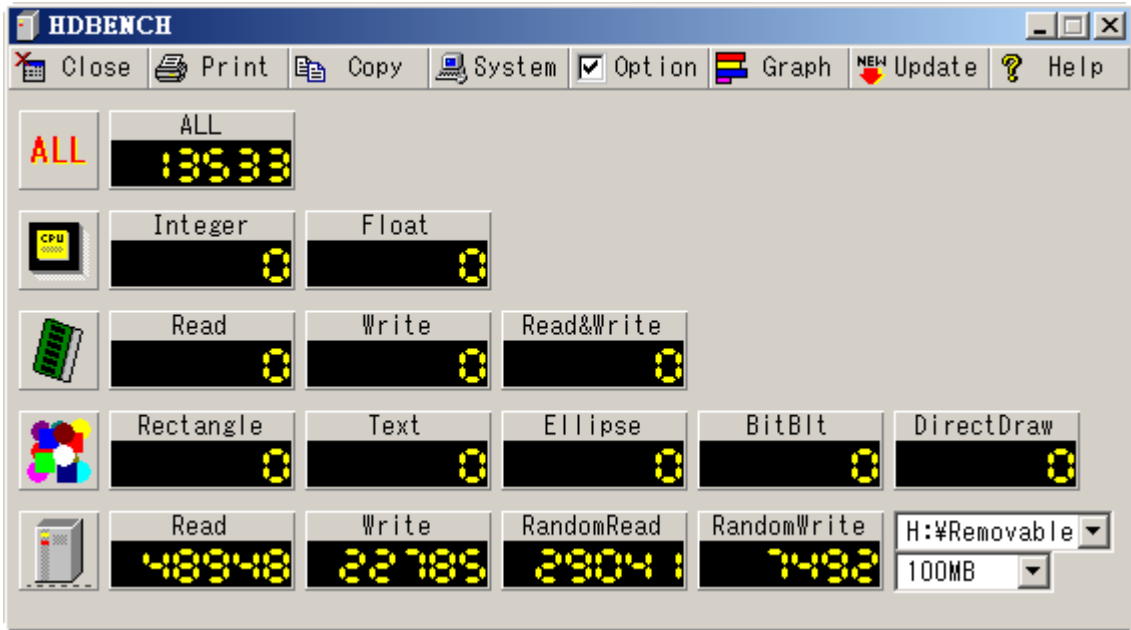 HDBENCH
Close Print Copy System Option Graph NEW Update Help
ALL
ALL
13533
CPU
Integer Float
0 0
Read Write Read&Write
0 0 0
Rectangle Text Ellipse BitBlt DirectDraw
0 0 0 0 0
Read Write RandomRead RandomWrite
H:¥Removable
48948 22785 29041 7492
100MB